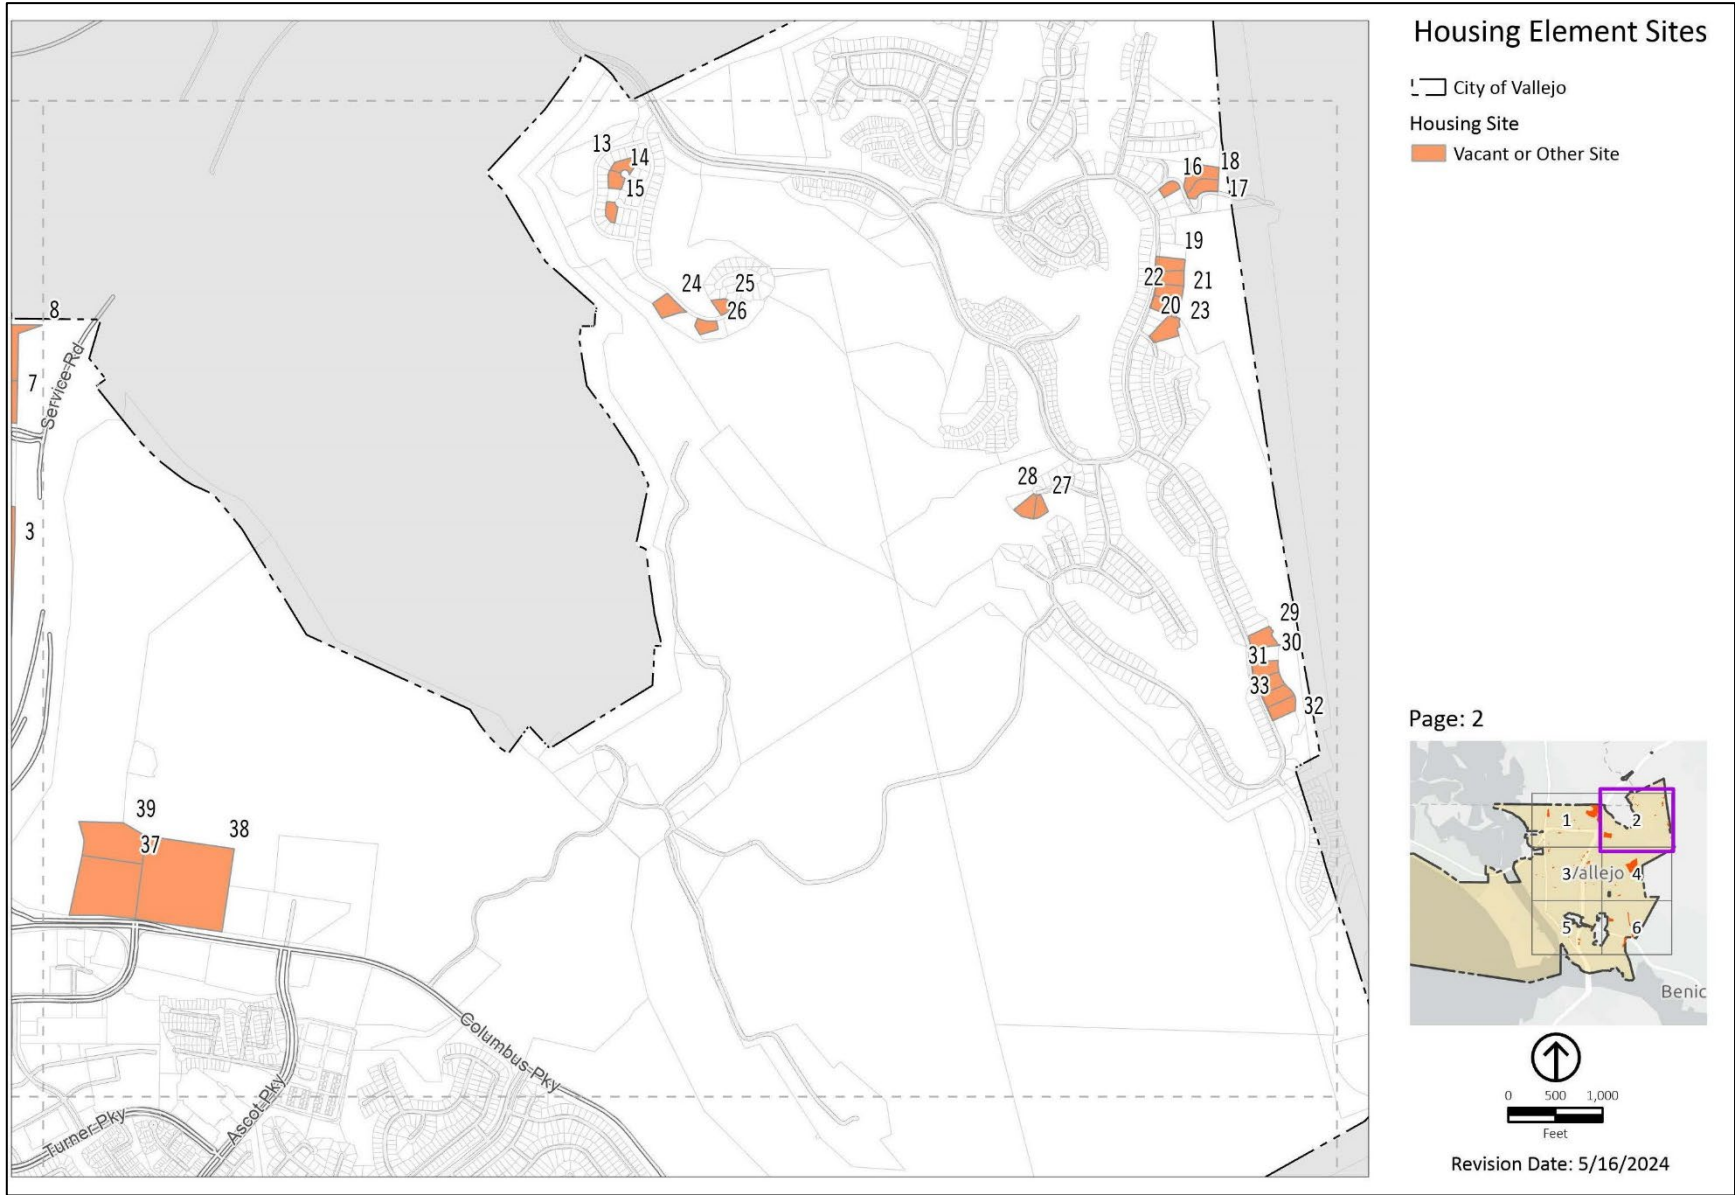 Housing Element Sites
City of Vallejo
Housing Site
Vacant or Other Site
13
14
15
16
18
17
19
22
21
20
23
24
25
26
8
7
Service Rd
3
28
27
29
30
31
33
32
39
37
38
Columbus Pky
Ascot Pky
Turner Pky
Page: 2
1
2
3
Vallejo
4
5
6
Benic
0 500 1,000
Feet
Revision Date: 5/16/2024